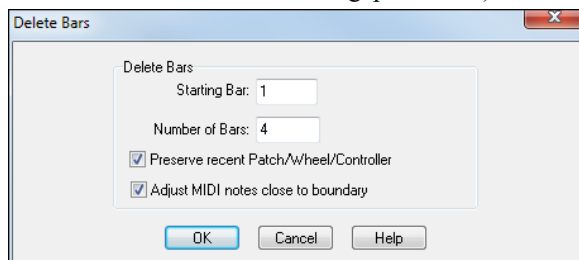 Delete Bars
Delete Bars
Starting Bar: 1
Number of Bars: 4
Preserve recent Patch/Wheel/Controller
Adjust MIDI notes close to boundary
OK Cancel Help